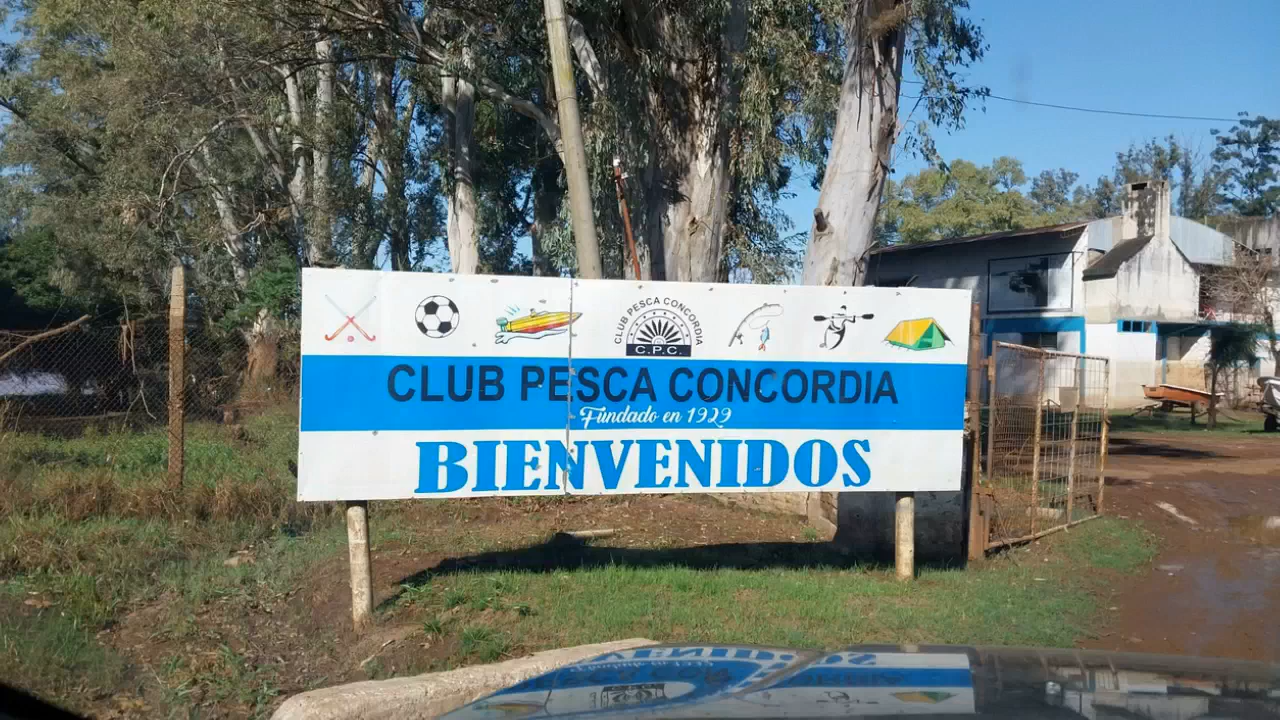 CLUB PESCA CONCORDIA
C.P.C.
CLUB PESCA CONCORDIA
Fundado en 1929
BIENVENIDOS